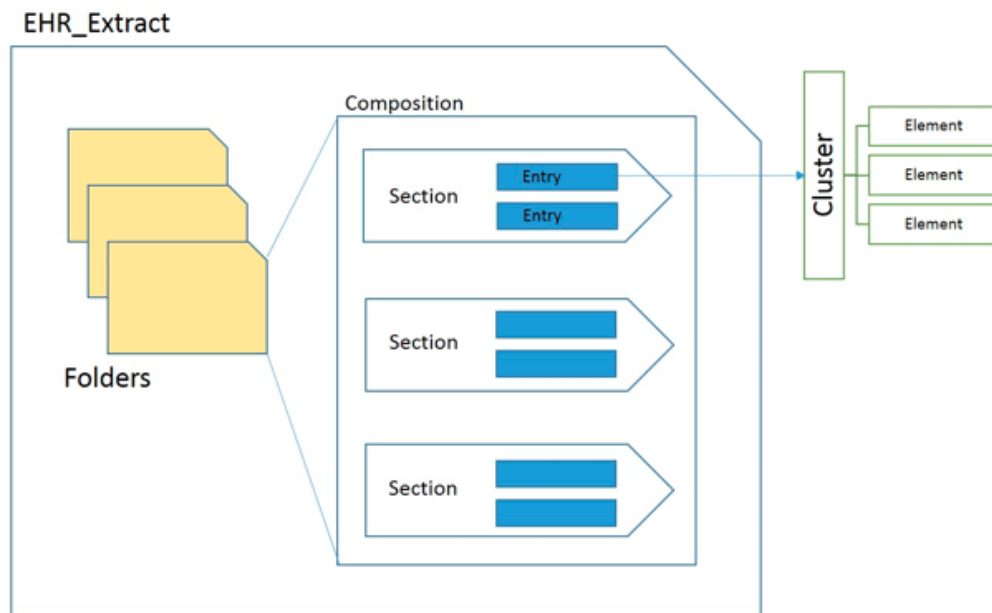 EHR_Extract
Composition
Section
Entry
Entry
Section
Section
Folders
Cluster
Element
Element
Element